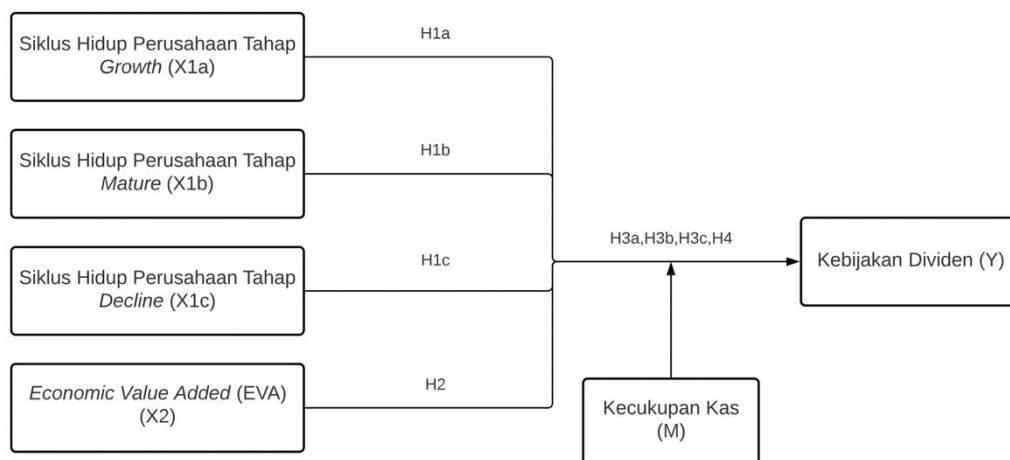 Siklus Hidup Perusahaan Tahap
Growth (X1a)
H1a
Siklus Hidup Perusahaan Tahap
Mature (X1b)
H1b
Siklus Hidup Perusahaan Tahap
Decline (X1c)
H1c
Economic Value Added (EVA)
(X2)
H2
H3a,H3b,H3c,H4
Kebijakan Dividen (Y)
Kecukupan Kas
(M)